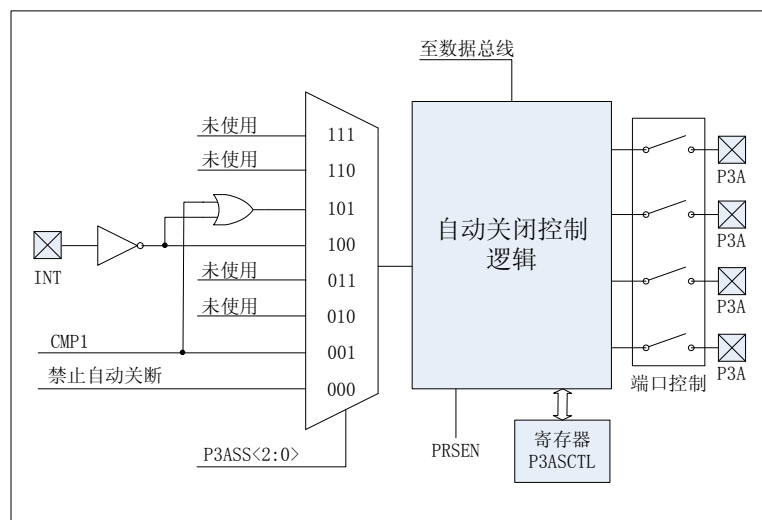 至数据总线
未使用
111
未使用
110
101
100
INT
未使用
011
未使用
010
CMP1
001
禁止自动关断
000
P3ASS<2:0>
自动关闭控制
逻辑
PRSEN
寄存器
P3ASCTL
端口控制
P3A
P3A
P3A
P3A